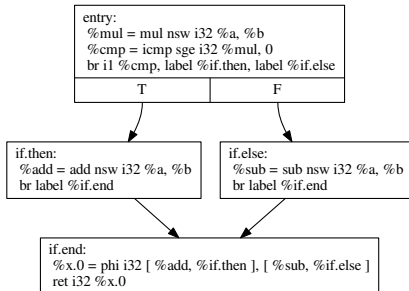 entry:
%mul = mul nsw i32 %a, %b
%cmp = icmp sge i32 %mul, 0
br i1 %cmp, label %if.then, label %if.else
T F
if.then:
%add = add nsw i32 %a, %b
br label %if.end
if.else:
%sub = sub nsw i32 %a, %b
br label %if.end
if.end:
%x.0 = phi i32 [ %add, %if.then ], [ %sub, %if.else ]
ret i32 %x.0